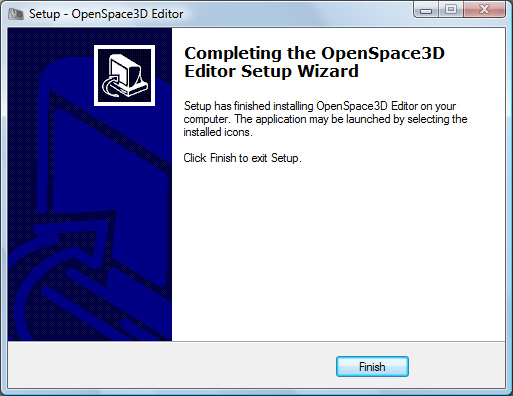 Setup - OpenSpace3D Editor
Completing the OpenSpace3D
Editor Setup Wizard
Setup has finished installing OpenSpace3D Editor on your
computer. The application may be launched by selecting the
installed icons.
Click Finish to exit Setup.
Finish